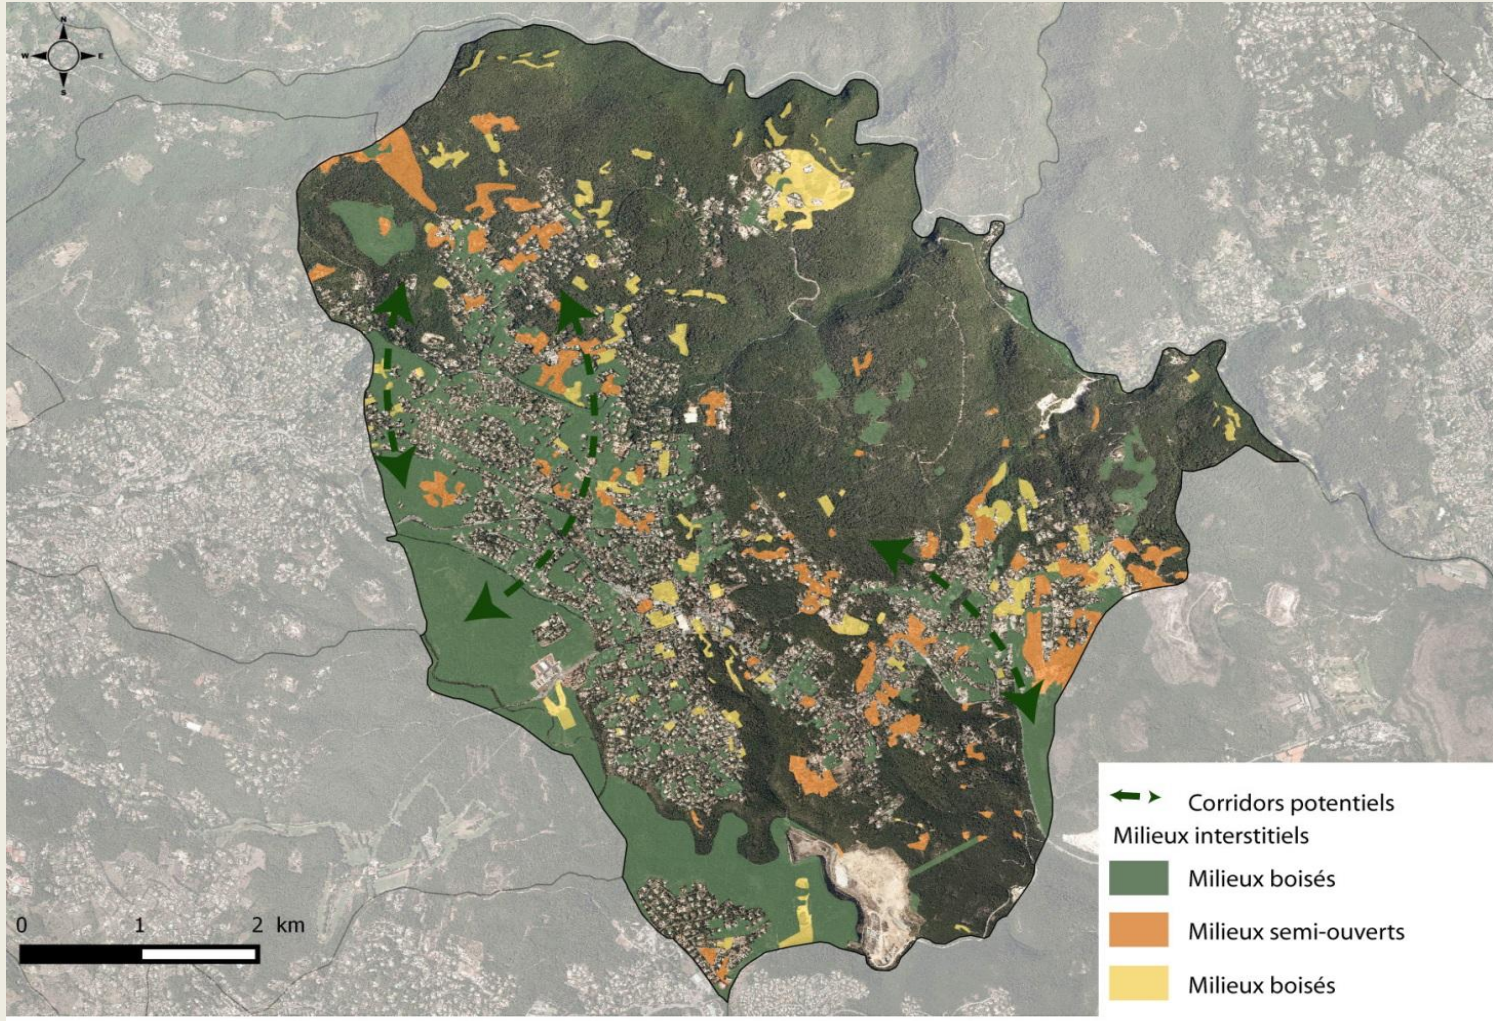 N
W E
S
Corridors potentiels
Milieux interstitiels
Milieux boisés
Milieux semi-ouverts
Milieux boisés
0 1 2 km